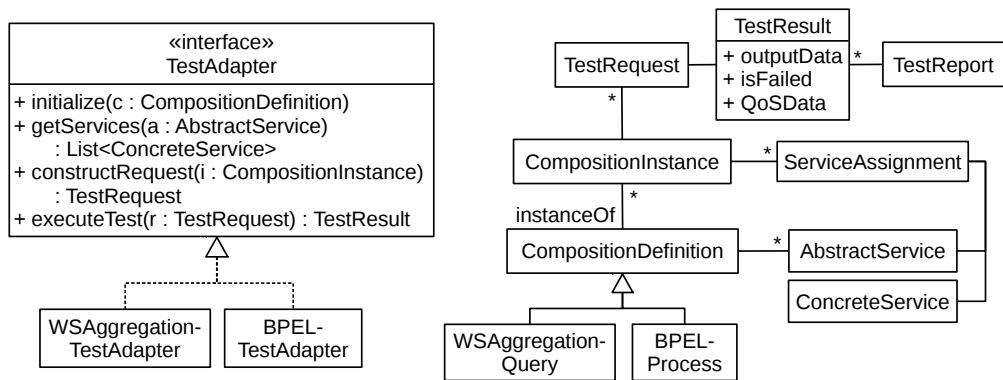 «interface»
TestAdapter
+ initialize(c : CompositionDefinition)
+ getServices(a : AbstractService)
: List<ConcreteService>
+ constructRequest(i : CompositionInstance)
: TestRequest
+ executeTest(r : TestRequest) : TestResult
WSAggregation-
TestAdapter
BPEL-
TestAdapter
TestResult
+ outputData
+ isFailed
+ QoSData
TestRequest
*
TestReport
*
CompositionInstance
*
ServiceAssignment
*
instanceOf
CompositionDefinition
*
AbstractService
ConcreteService
WSAggregation-
Query
BPEL-
Process